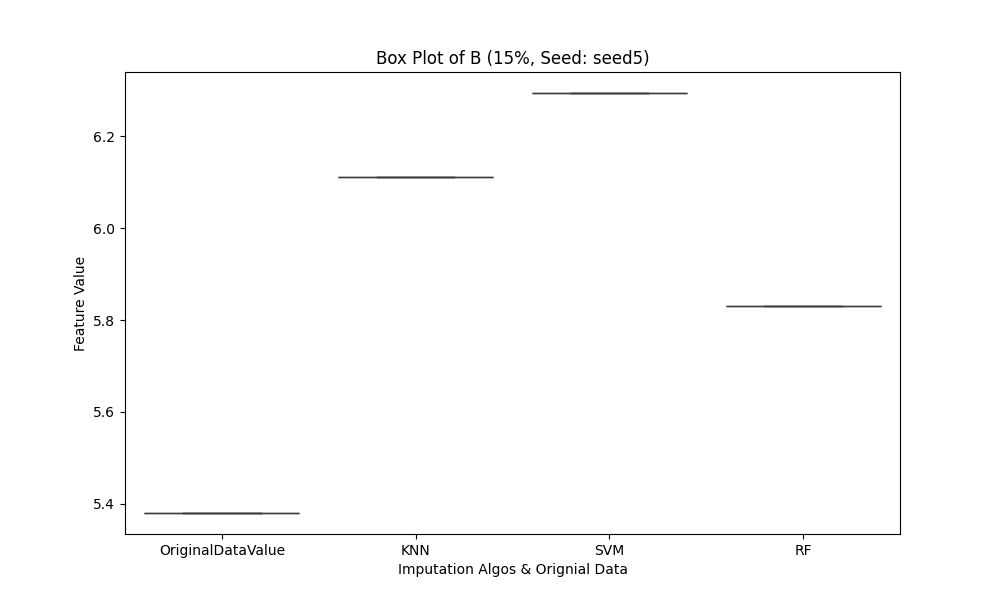 Box Plot of B (15%, Seed: seed5)
Feature Value
6.2
6.0
5.8
5.6
5.4
OriginalDataValue KNN SVM RF
Imputation Algos & Orignial Data